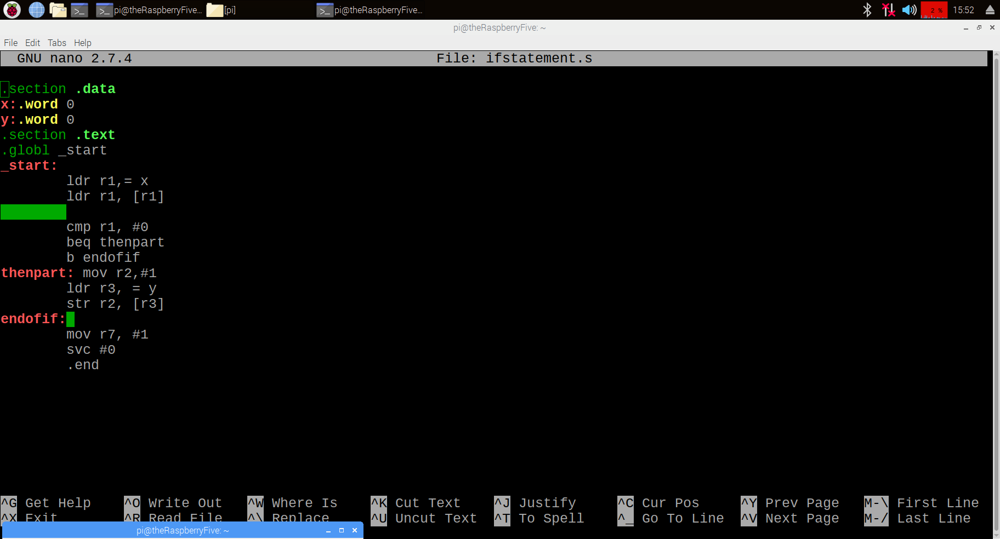 pi@theRaspberryFive... [pi] pi@theRaspberryFive... 2 % 15:52
pi@theRaspberryFive: ~
File Edit Tabs Help
GNU nano 2.7.4 File: ifstatement.s
.section .data
x:.word 0
y:.word 0
.section .text
.globl _start
_start:
ldr r1,= x
ldr r1, [r1]
cmp r1, #0
beq thenpart
b endofif
thenpart: mov r2,#1
ldr r3, = y
str r2, [r3]
endofif:
mov r7, #1
svc #0
.end
^G Get Help ^O Write Out ^W Where Is ^K Cut Text ^J Justify ^C Cur Pos ^Y Prev Page M-\ First Line
^X Exit ^R Read File ^\ Replace ^U Uncut Text ^T To Spell ^_ Go To Line ^V Next Page M-/ Last Line
pi@theRaspberryFive: ~